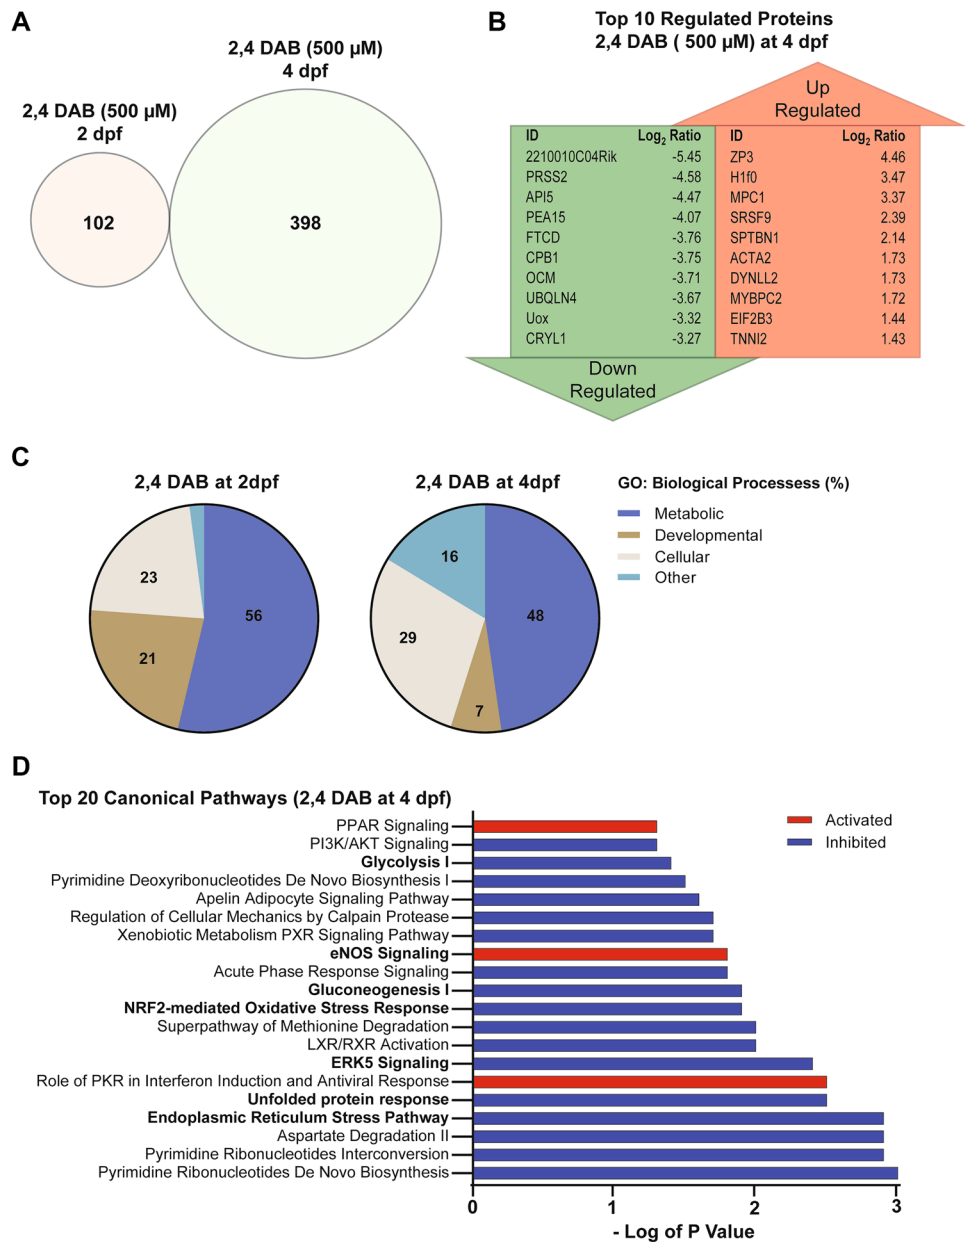 A
2,4 DAB (500 µM)
4 dpf
2,4 DAB (500 µM)
2 dpf
102
398
B
Top 10 Regulated Proteins
2,4 DAB ( 500 µM) at 4 dpf
Up
Regulated
ID Log2 Ratio ID Log2 Ratio
2210010C04Rik -5.45 ZP3 4.46
PRSS2 -4.58 H1f0 3.47
API5 -4.47 MPC1 3.37
PEA15 -4.07 SRSF9 2.39
FTCD -3.76 SPTBN1 2.14
CPB1 -3.75 ACTA2 1.73
OCM -3.71 DYNLL2 1.73
UBQLN4 -3.67 MYBPC2 1.72
Uox -3.32 EIF2B3 1.44
CRYL1 -3.27 TNNI2 1.43
Down
Regulated
C
2,4 DAB at 2dpf
23
56
21
2,4 DAB at 4dpf
16
48
29
7
GO: Biological Processess (%)
Metabolic
Developmental
Cellular
Other
D
Top 20 Canonical Pathways (2,4 DAB at 4 dpf)
Activated
Inhibited
PPAR Signaling
PI3K/AKT Signaling
Glycolysis I
Pyrimidine Deoxyribonucleotides De Novo Biosynthesis I
Apelin Adipocyte Signaling Pathway
Regulation of Cellular Mechanics by Calpain Protease
Xenobiotic Metabolism PXR Signaling Pathway
eNOS Signaling
Acute Phase Response Signaling
Gluconeogenesis I
NRF2-mediated Oxidative Stress Response
Superpathway of Methionine Degradation
LXR/RXR Activation
ERK5 Signaling
Role of PKR in Interferon Induction and Antiviral Response
Unfolded protein response
Endoplasmic Reticulum Stress Pathway
Aspartate Degradation II
Pyrimidine Ribonucleotides Interconversion
Pyrimidine Ribonucleotides De Novo Biosynthesis
0 1 2 3
- Log of P Value